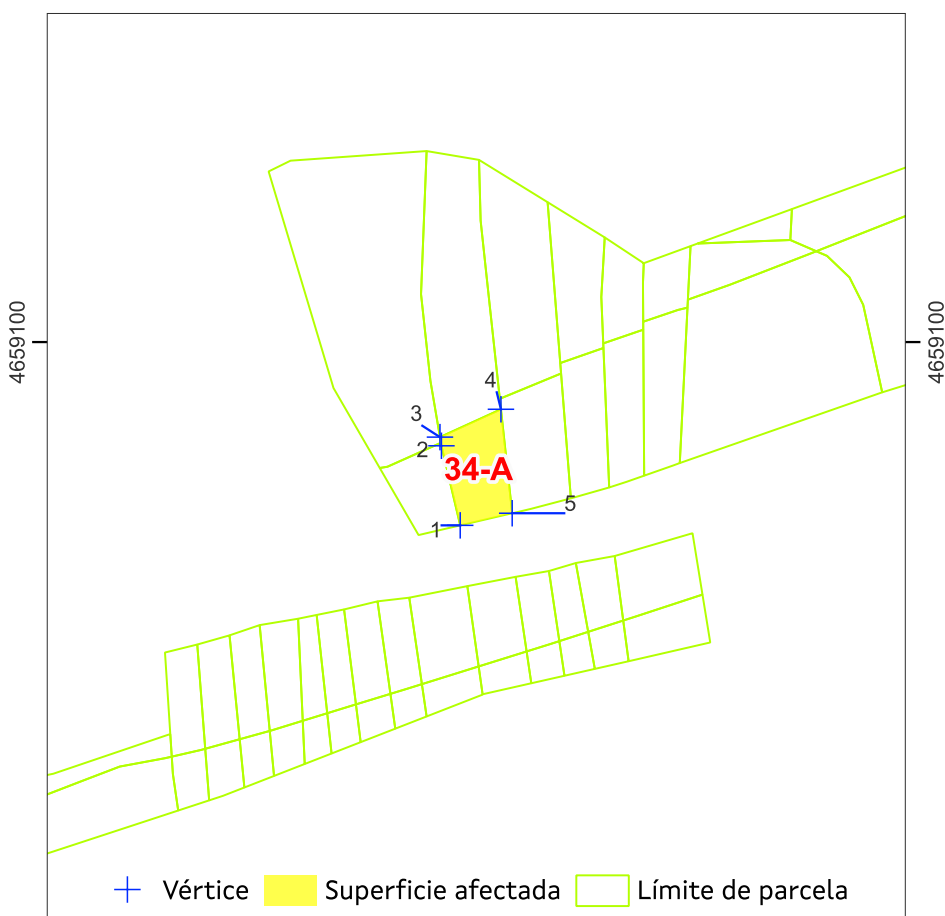 4659100
4659100
4
3
2
34-A
5
1
Vértice
Superficie afectada
Límite de parcela